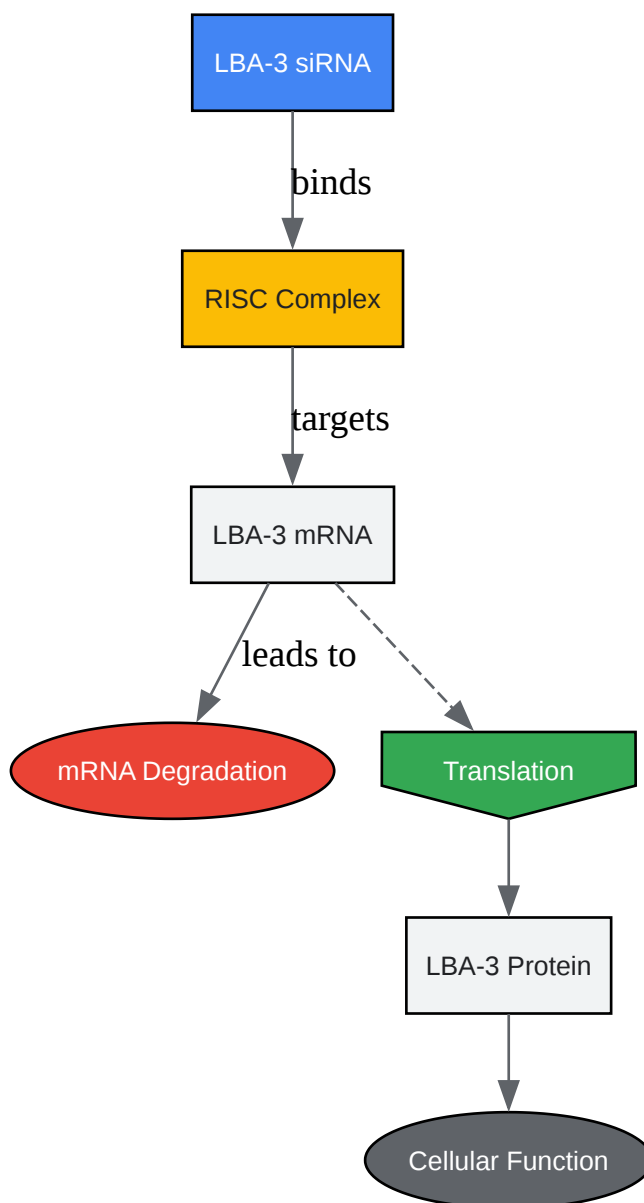 LBA-3 siRNA
binds
RISC Complex
targets
LBA-3 mRNA
leads to
mRNA Degradation
Translation
LBA-3 Protein
Cellular Function